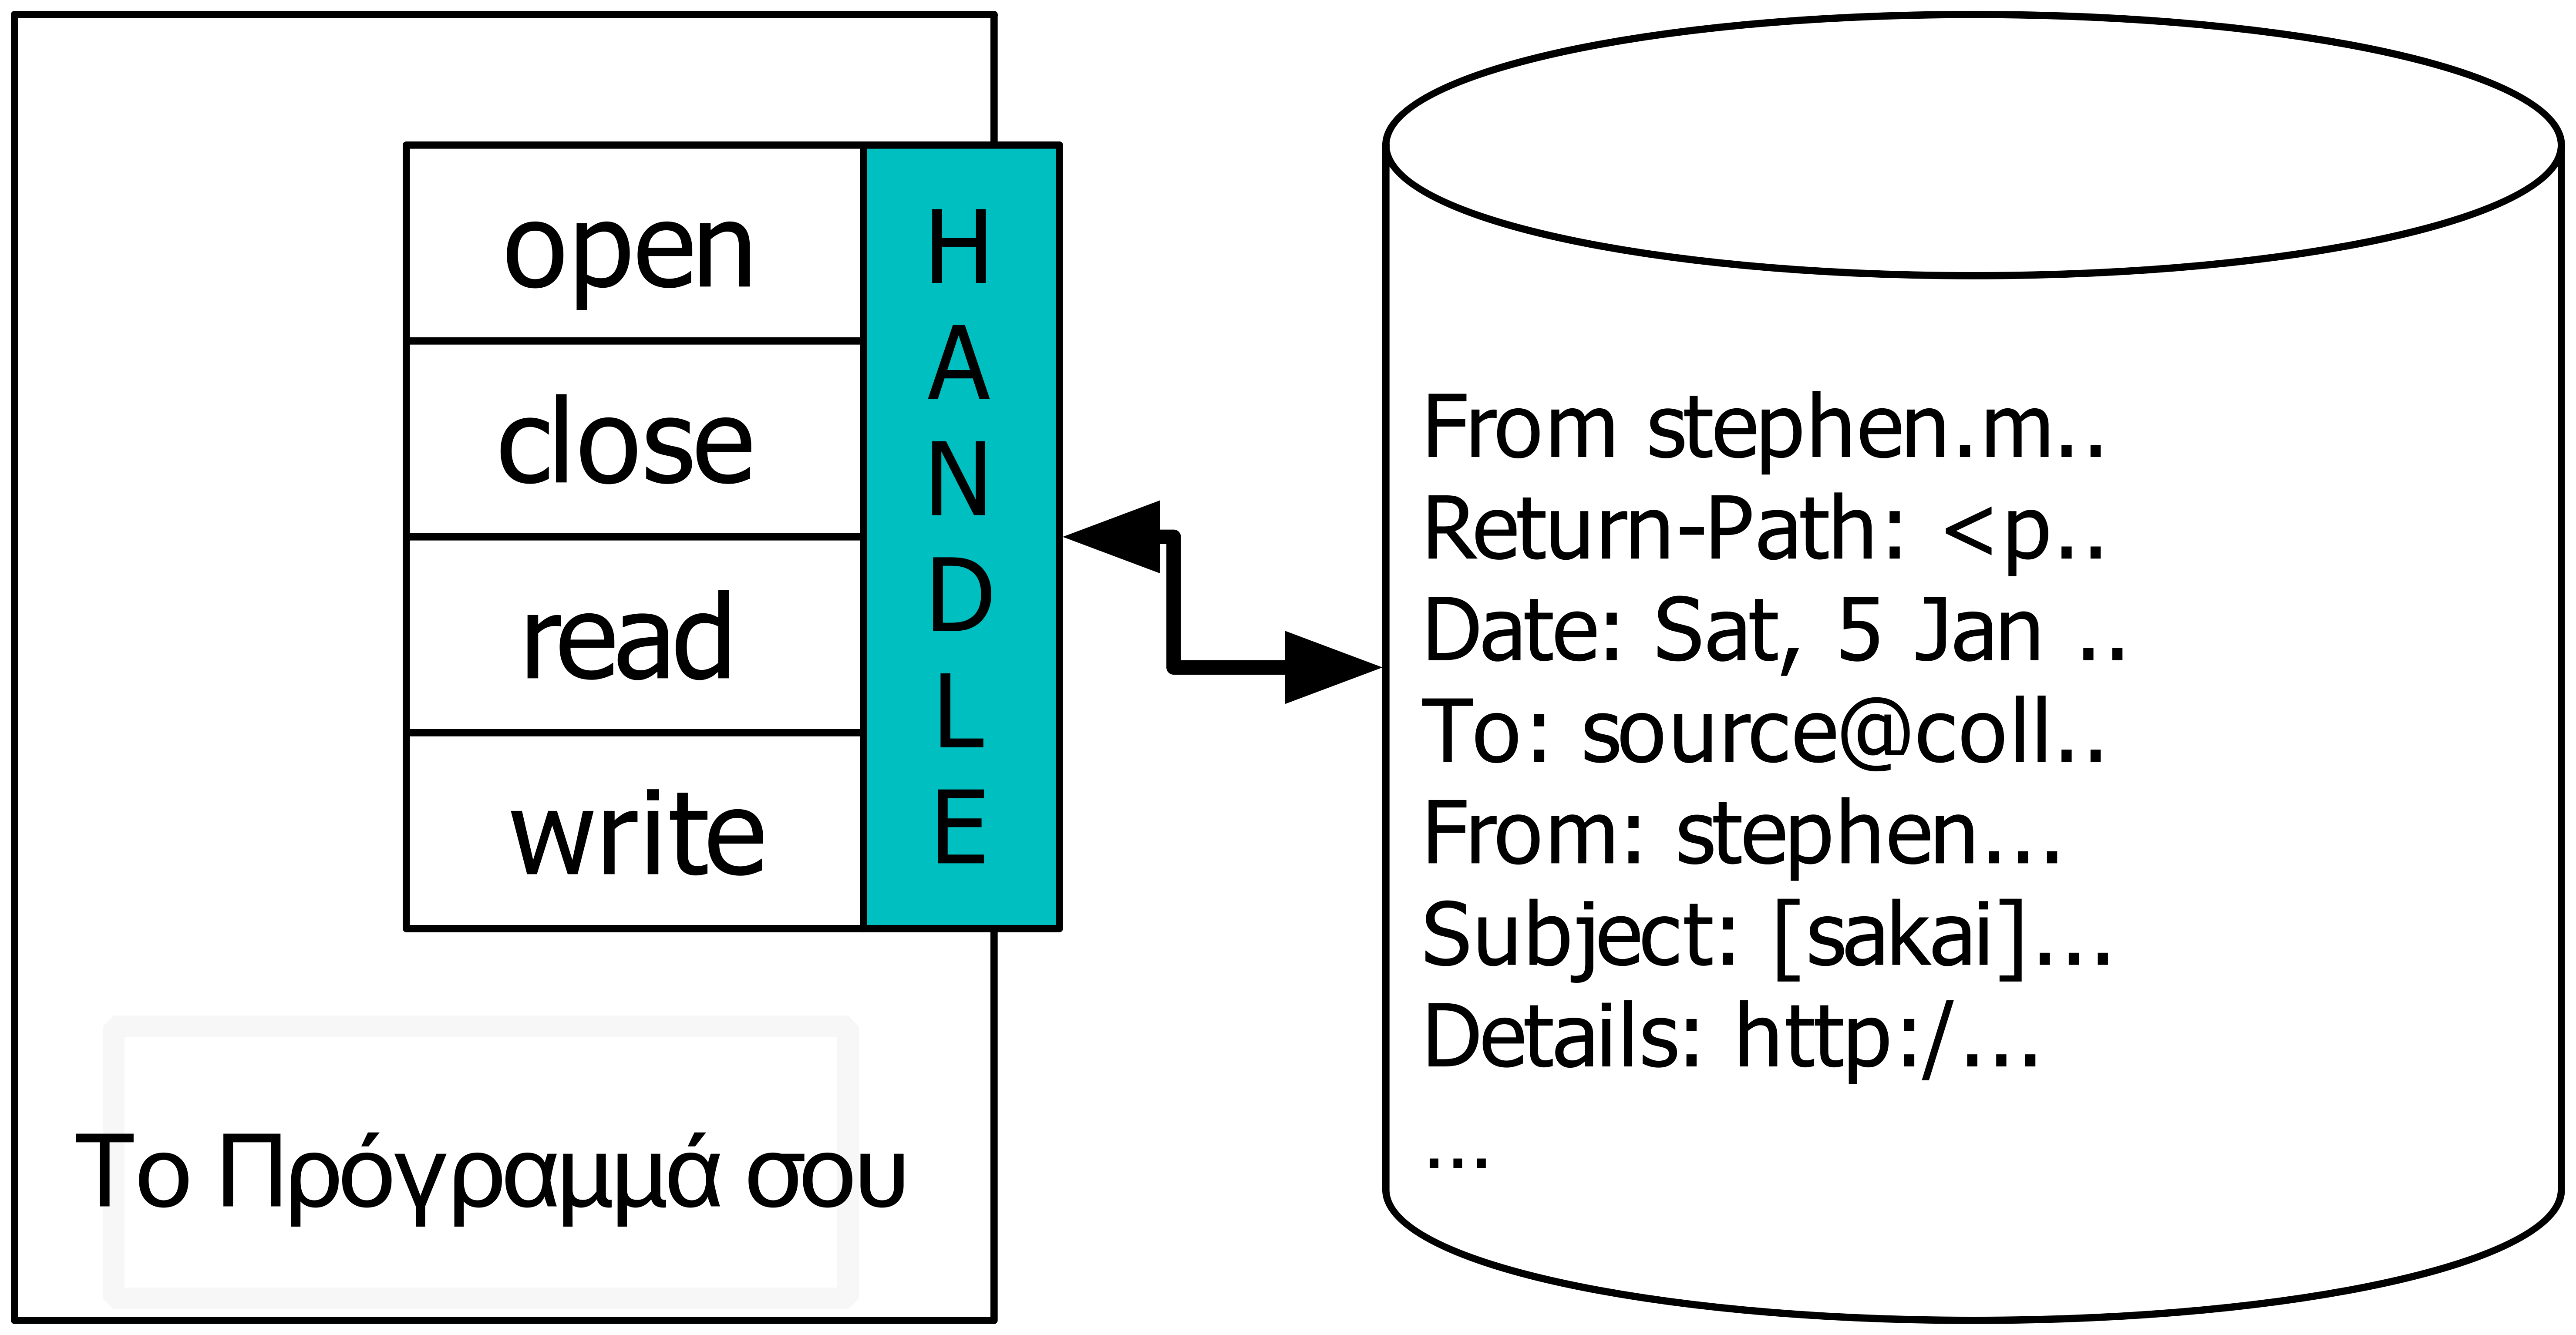 open
close
read
write
HANDLE
Το Πρόγραμμά σου
From stephen.m..
Return-Path: <p..
Date: Sat, 5 Jan ..
To: source@coll..
From: stephen...
Subject: [sakai]...
Details: http:/...
...